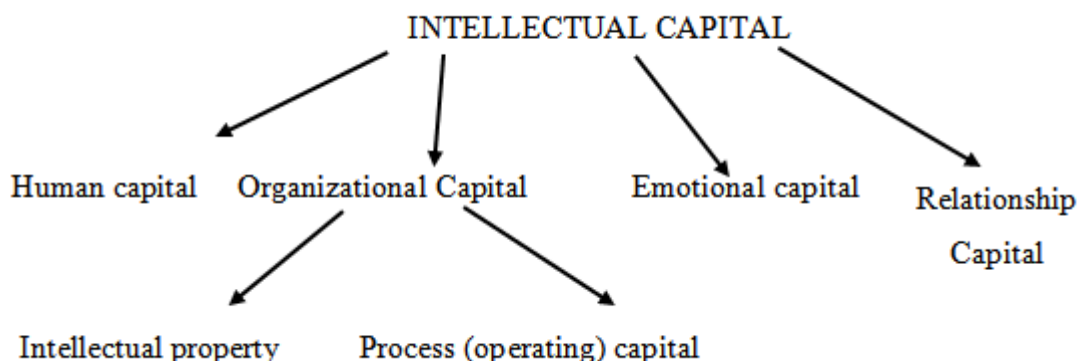 INTELLECTUAL CAPITAL
Human capital
Organizational Capital
Emotional capital
Relationship
Capital
Intellectual property
Process (operating) capital